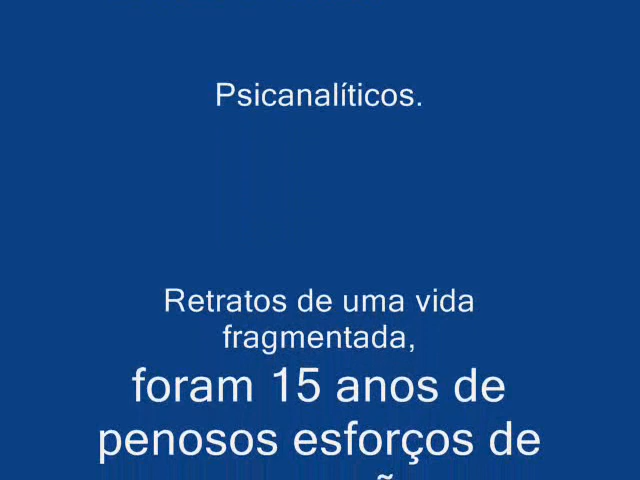 Psicanalíticos.
Retratos de uma vida
fragmentada,
foram 15 anos de
penosos esforços de